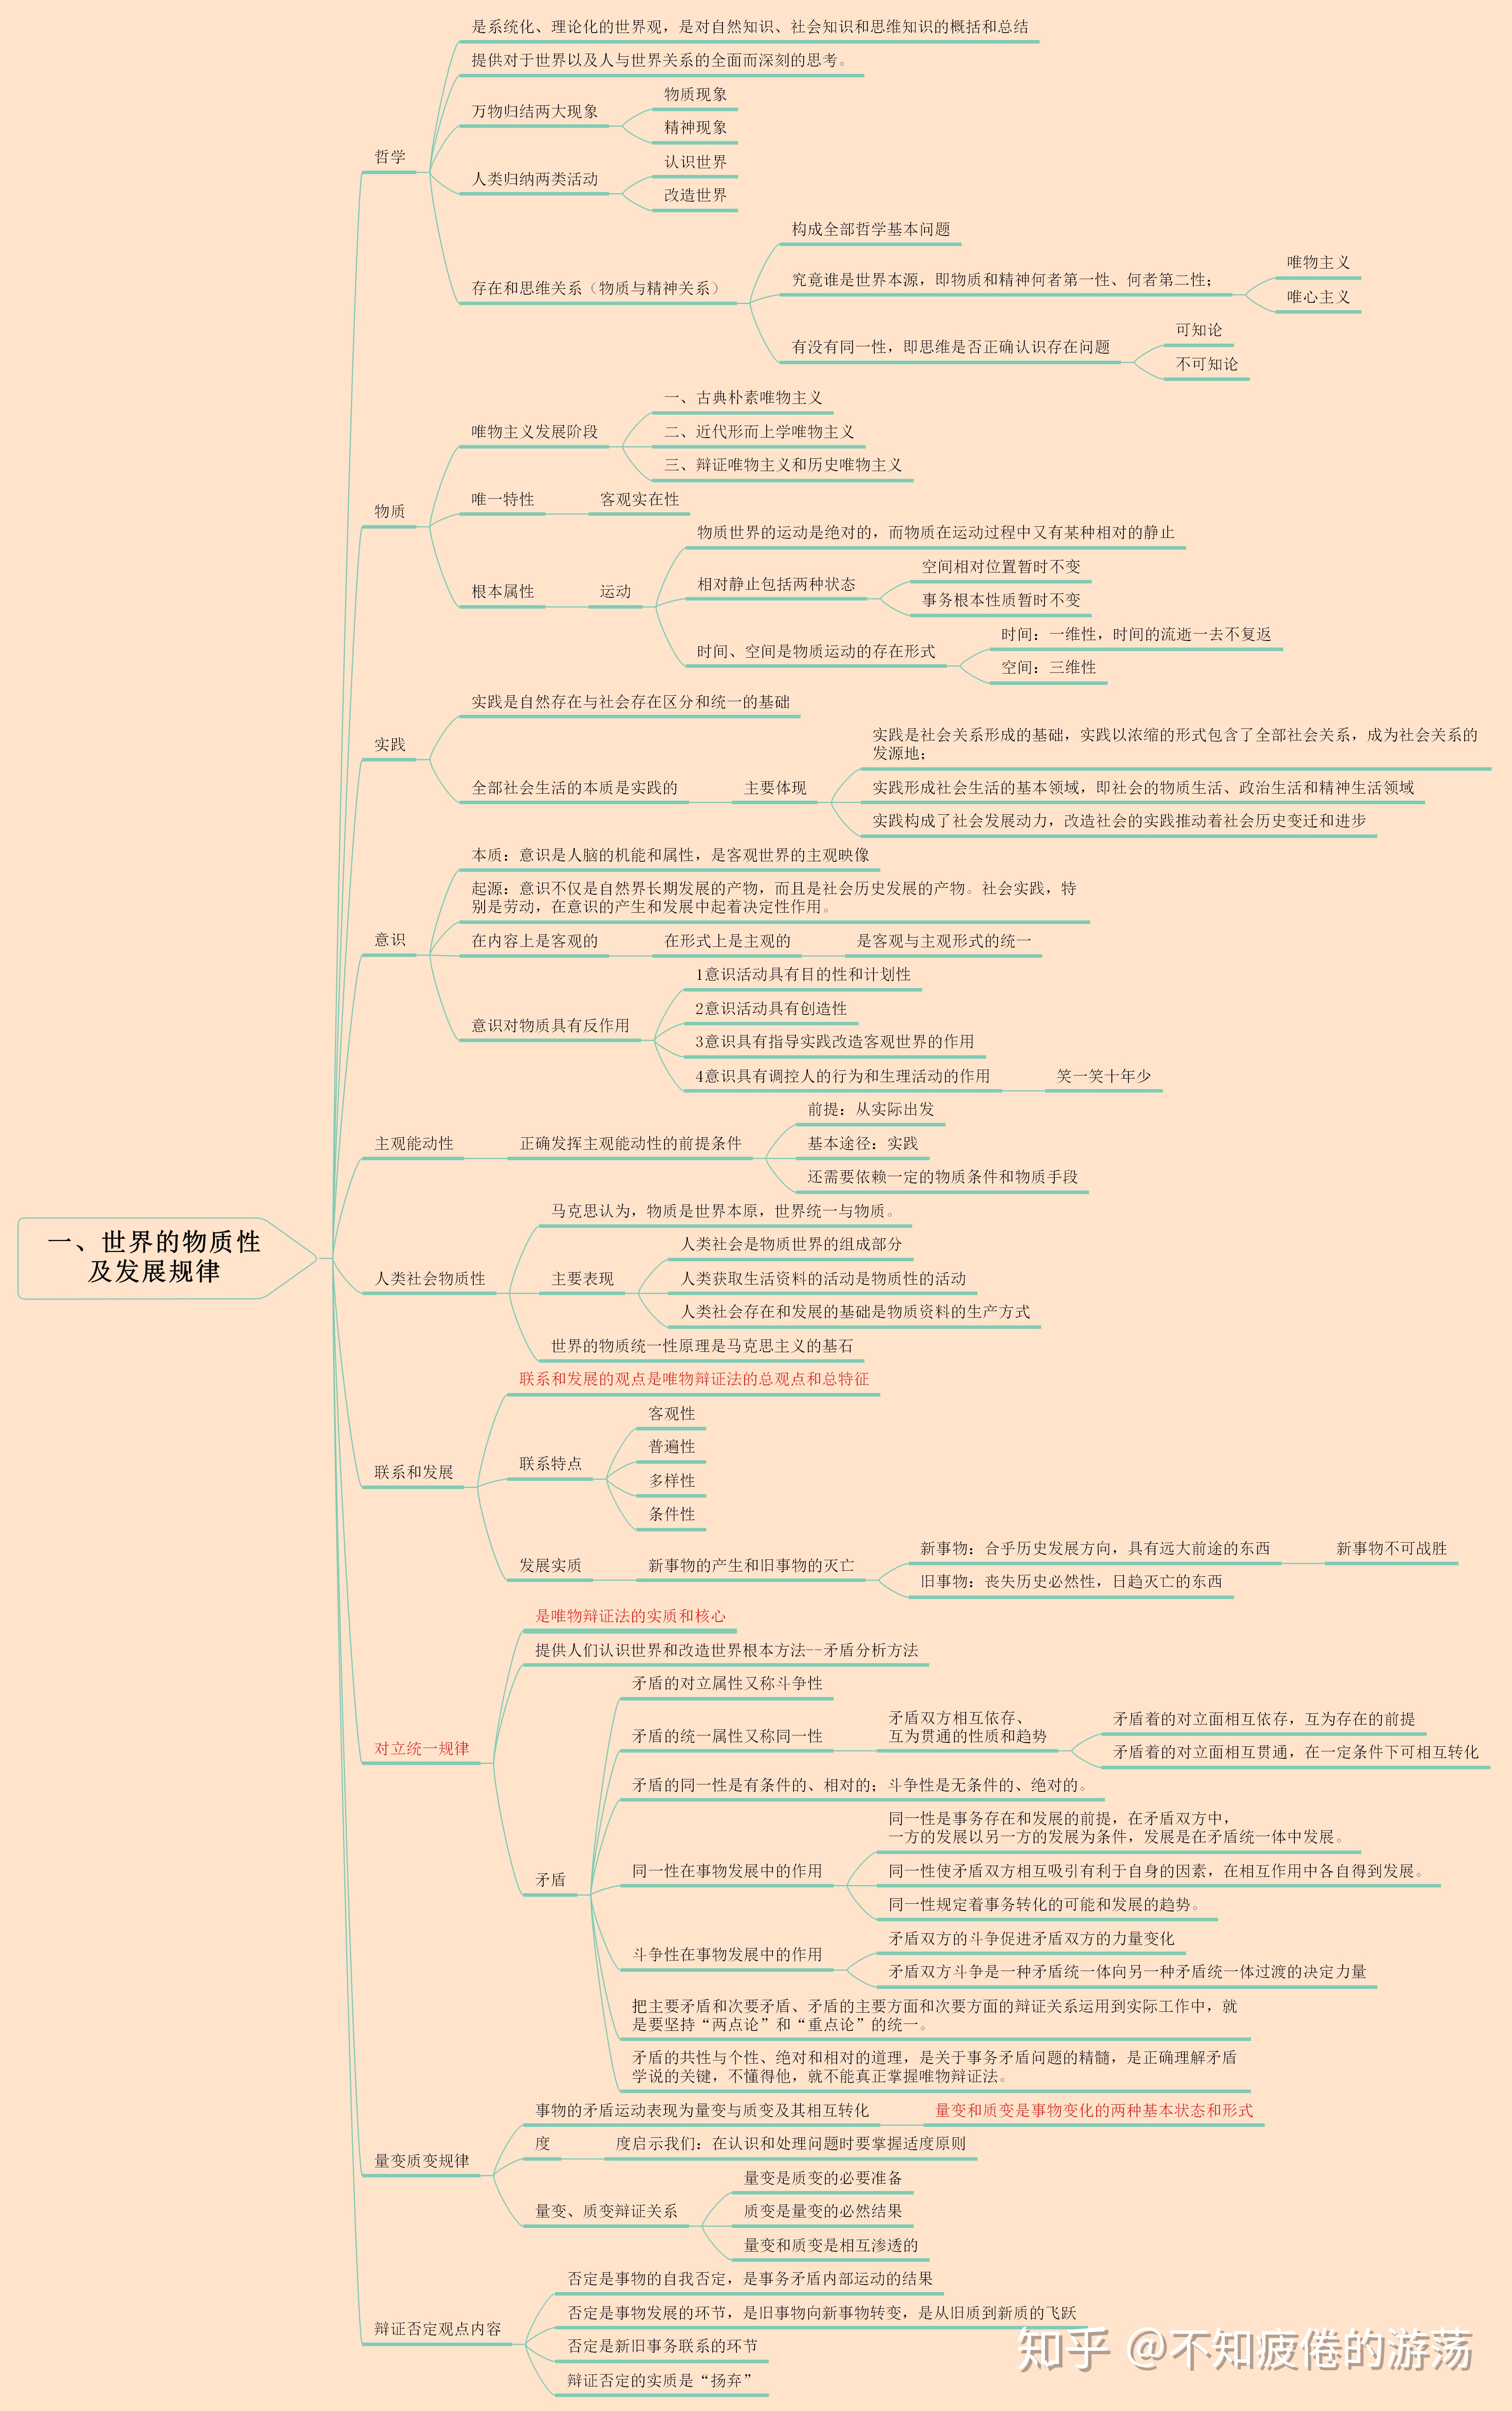 是系统化、理论化的世界观，是对自然知识、社会知识和思维知识的概括和总结
提供对于世界以及人与世界关系的全面而深刻的思考。
万物归结两大现象
物质现象
精神现象
哲学
人类归纳两类活动
认识世界
改造世界
存在和思维关系（物质与精神关系）
构成全部哲学基本问题
究竟谁是世界本源，即物质和精神何者第一性、何者第二性；
唯物主义
唯心主义
有没有同一性，即思维是否正确认识存在问题
可知论
不可知论
物质
唯物主义发展阶段
一、古典朴素唯物主义
二、近代形而上学唯物主义
三、辩证唯物主义和历史唯物主义
唯一特性
客观实在性
根本属性
运动
物质世界的运动是绝对的，而物质在运动过程中又有某种相对的静止
相对静止包括两种状态
空间相对位置暂时不变
事务根本性质暂时不变
时间、空间是物质运动的存在形式
时间：一维性，时间的流逝一去不复返
空间：三维性
实践
实践是自然存在与社会存在区分和统一的基础
全部社会生活的本质是实践的
主要体现
实践是社会关系形成的基础，实践以浓缩的形式包含了全部社会关系，成为社会关系的
发源地；
实践形成社会生活的基本领域，即社会的物质生活、政治生活和精神生活领域
实践构成了社会发展动力，改造社会的实践推动着社会历史变迁和进步
意识
本质：意识是人脑的机能和属性，是客观世界的主观映像
起源：意识不仅是自然界长期发展的产物，而且是社会历史发展的产物。社会实践，特
别是劳动，在意识的产生和发展中起着决定性作用。
在内容上是客观的
在形式上是主观的
是客观与主观形式的统一
意识对物质具有反作用
1意识活动具有目的性和计划性
2意识活动具有创造性
3意识具有指导实践改造客观世界的作用
4意识具有调控人的行为和生理活动的作用
笑一笑十年少
主观能动性
正确发挥主观能动性的前提条件
前提：从实际出发
基本途径：实践
还需要依赖一定的物质条件和物质手段
一、世界的物质性
及发展规律
人类社会物质性
马克思认为，物质是世界本原，世界统一与物质。
主要表现
人类社会是物质世界的组成部分
人类获取生活资料的活动是物质性的活动
人类社会存在和发展的基础是物质资料的生产方式
世界的物质统一性原理是马克思主义的基石
联系和发展
联系和发展的观点是唯物辩证法的总观点和总特征
联系特点
客观性
普遍性
多样性
条件性
发展实质
新事物的产生和旧事物的灭亡
新事物：合乎历史发展方向，具有远大前途的东西
新事物不可战胜
旧事物：丧失历史必然性，日趋灭亡的东西
对立统一规律
是唯物辩证法的实质和核心
提供人们认识世界和改造世界根本方法--矛盾分析方法
矛盾
矛盾的对立属性又称斗争性
矛盾的统一属性又称同一性
矛盾双方相互依存、
互为贯通的性质和趋势
矛盾着的对立面相互依存，互为存在的前提
矛盾着的对立面相互贯通，在一定条件下可相互转化
矛盾的同一性是有条件的、相对的；斗争性是无条件的、绝对的。
同一性在事物发展中的作用
同一性是事务存在和发展的前提，在矛盾双方中，
一方的发展以另一方的发展为条件，发展是在矛盾统一体中发展。
同一性使矛盾双方相互吸引有利于自身的因素，在相互作用中各自得到发展。
同一性规定着事务转化的可能和发展的趋势。
斗争性在事物发展中的作用
矛盾双方的斗争促进矛盾双方的力量变化
矛盾双方斗争是一种矛盾统一体向另一种矛盾统一体过渡的决定力量
把主要矛盾和次要矛盾、矛盾的主要方面和次要方面的辩证关系运用到实际工作中，就
是要坚持“两点论”和“重点论”的统一。
矛盾的共性与个性、绝对和相对的道理，是关于事务矛盾问题的精髓，是正确理解矛盾
学说的关键，不懂得他，就不能真正掌握唯物辩证法。
量变质变规律
事物的矛盾运动表现为量变与质变及其相互转化
量变和质变是事物变化的两种基本状态和形式
度
度启示我们：在认识和处理问题时要掌握适度原则
量变、质变辩证关系
量变是质变的必要准备
质变是量变的必然结果
量变和质变是相互渗透的
辩证否定观点内容
否定是事物的自我否定，是事务矛盾内部运动的结果
否定是事物发展的环节，是旧事物向新事物转变，是从旧质到新质的飞跃
否定是新旧事务联系的环节
辩证否定的实质是“扬弃”
知乎 @不知疲倦的游荡